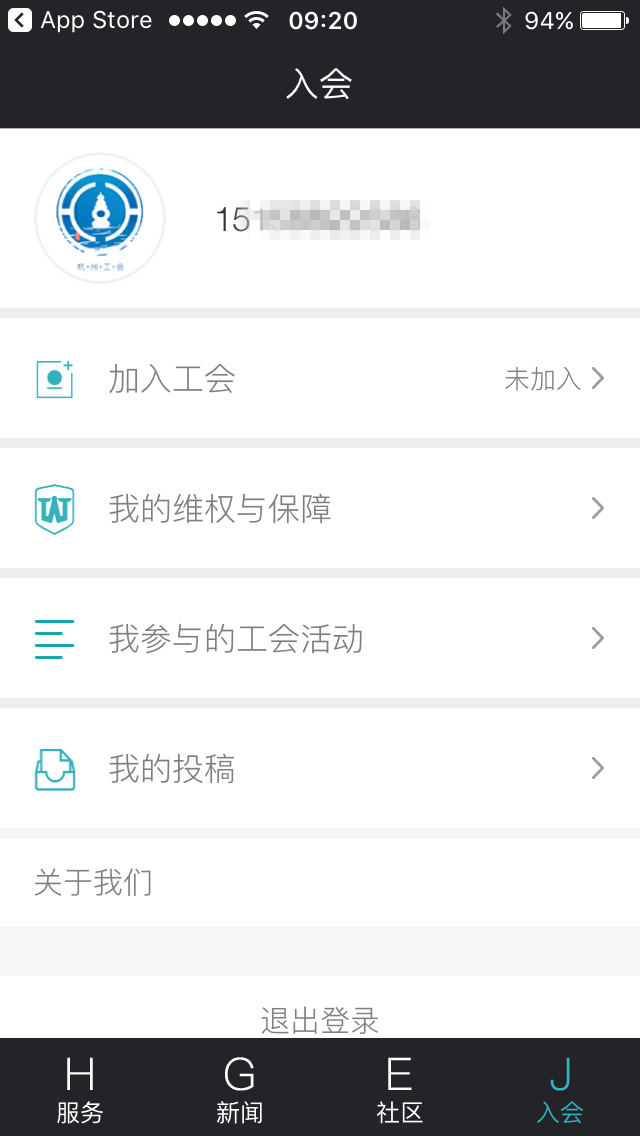 App Store 09:20 94%
入会
杭·州·工·会
15
加入工会 未加入
我的维权与保障
我参与的工会活动
我的投稿
关于我们
退出登录
H G E J
服务 新闻 社区 入会